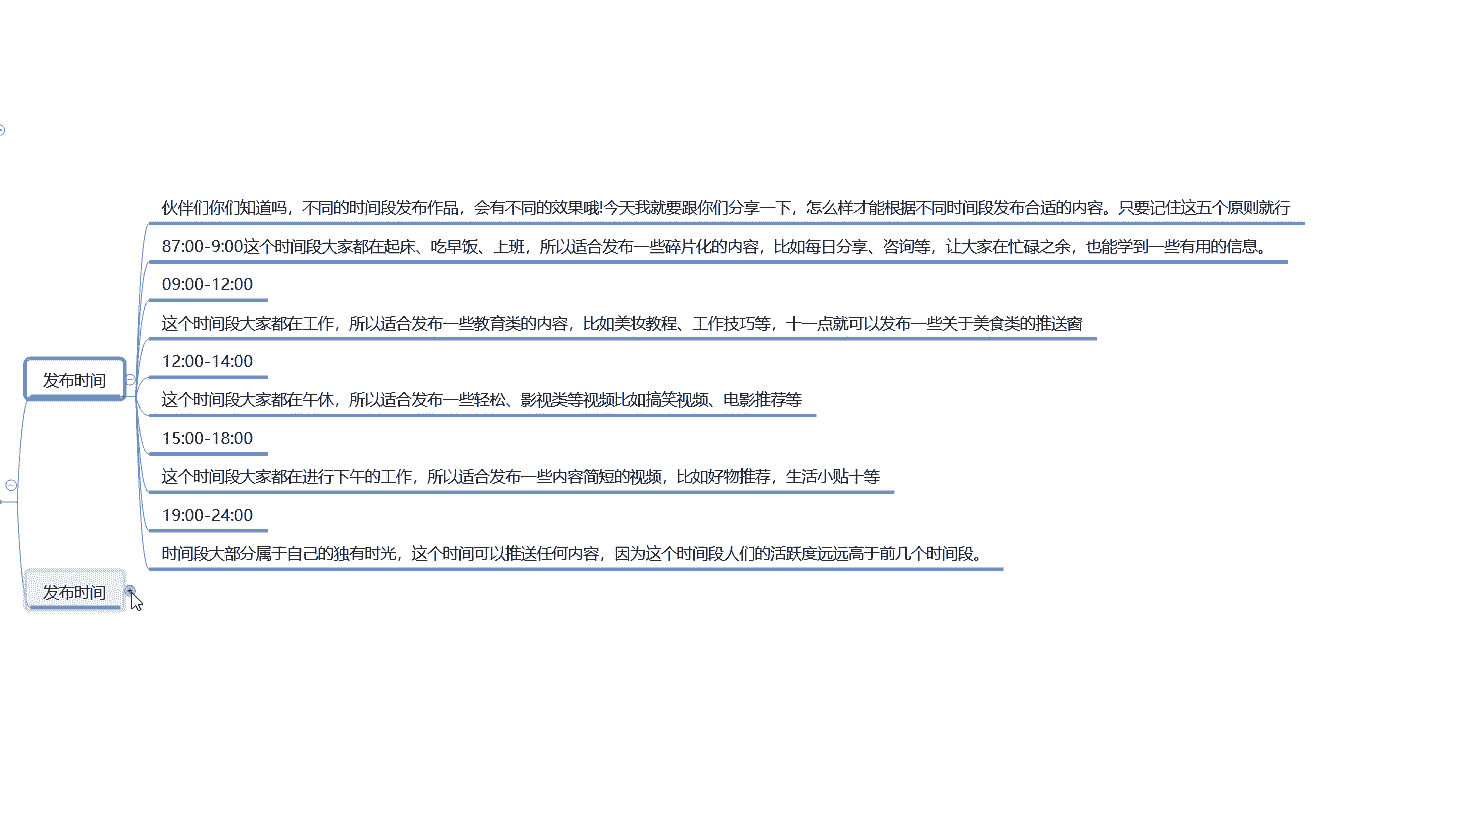 伙伴们你们知道吗，不同的时间段发布作品，会有不同的效果哦!今天我就要跟你们分享一下，怎么样才能根据不同时间段发布合适的内容。只要记住这五个原则就行
87:00-9:00这个时间段大家都在起床、吃早饭、上班，所以适合发布一些碎片化的内容，比如每日分享、咨询等，让大家在忙碌之余，也能学到一些有用的信息。
09:00-12:00
这个时间段大家都在工作，所以适合发布一些教育类的内容，比如美妆教程、工作技巧等，十一点就可以发布一些关于美食类的推送窗
12:00-14:00
发布时间
这个时间段大家都在午休，所以适合发布一些轻松、影视类等视频比如搞笑视频、电影推荐等
15:00-18:00
这个时间段大家都在进行下午的工作，所以适合发布一些内容简短的视频，比如好物推荐，生活小贴十等
19:00-24:00
时间段大部分属于自己的独有时光，这个时间可以推送任何内容，因为这个时间段人们的活跃度远远高于前几个时间段。
发布时间